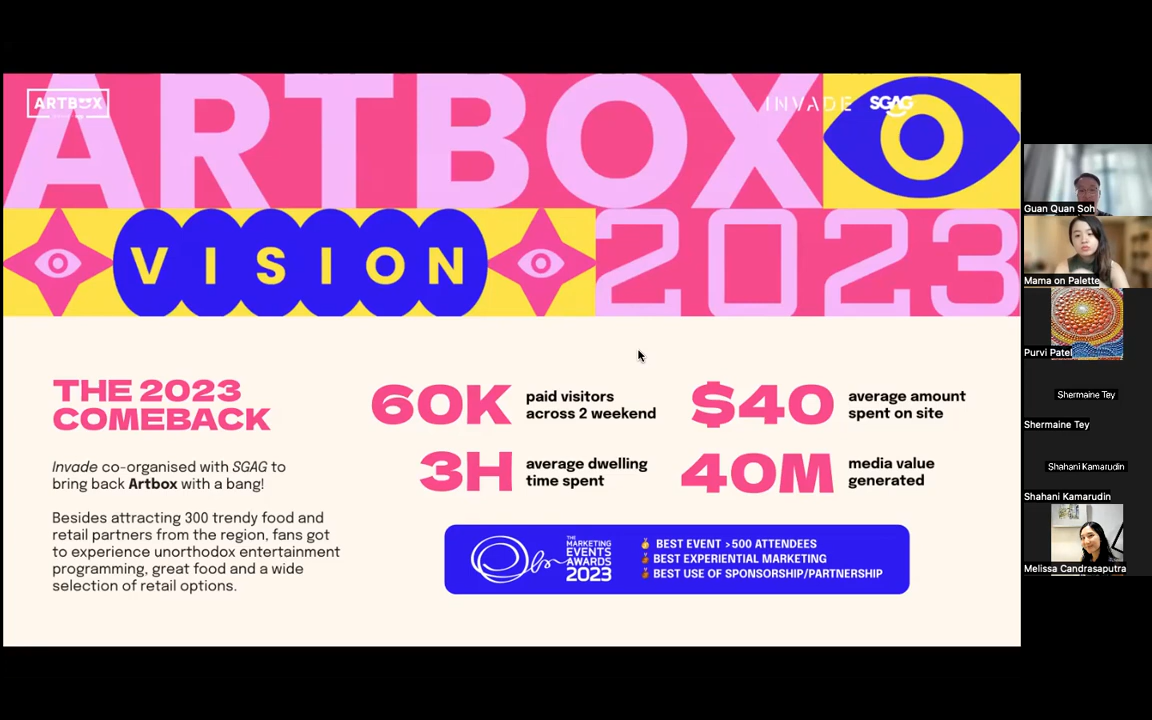 ARTBOX
ARTBOX
INVADE
SGAG
VISION
2023
THE 2023
COMEBACK
Invade co-organised with SGAG to
bring back Artbox with a bang!
Besides attracting 300 trendy food and
retail partners from the region, fans got
to experience unorthodox entertainment
programming, great food and a wide
selection of retail options.
60K
paid visitors
across 2 weekend
$40
average amount
spent on site
3H
average dwelling
time spent
40M
media value
generated
THE
MARKETING
EVENTS
AWARDS
2023
BEST EVENT >500 ATTENDEES
BEST EXPERIENTIAL MARKETING
BEST USE OF SPONSORSHIP/PARTNERSHIP
Guan Quan Soh
Mama on Palette
Purvi Patel
Shermaine Tey
Shermaine Tey
Shahani Kamarudin
Shahani Kamarudin
Melissa Candrasaputra